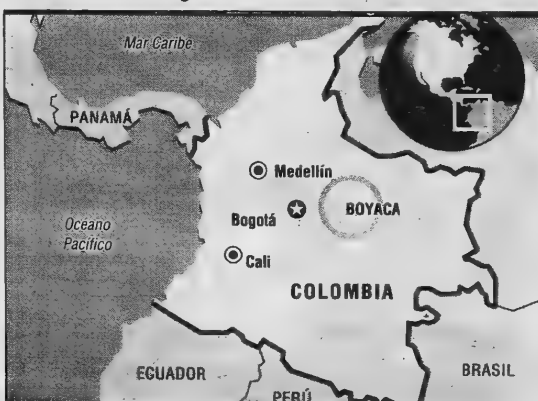 Mar Caribe
PANAMÁ
Medellín
Bogotá
BOYACA
Océano
Pacífico
Cali
COLOMBIA
ECUADOR
BRASIL
PERÚ